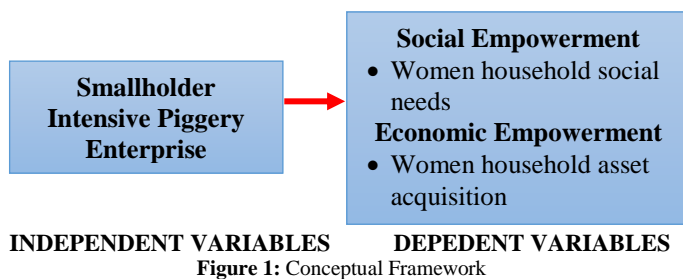 Smallholder
Intensive Piggery
Enterprise
Social Empowerment
• Women household social
needs
Economic Empowerment
• Women household asset
acquisition
INDEPENDENT VARIABLES
DEPEDENT VARIABLES
Figure 1: Conceptual Framework